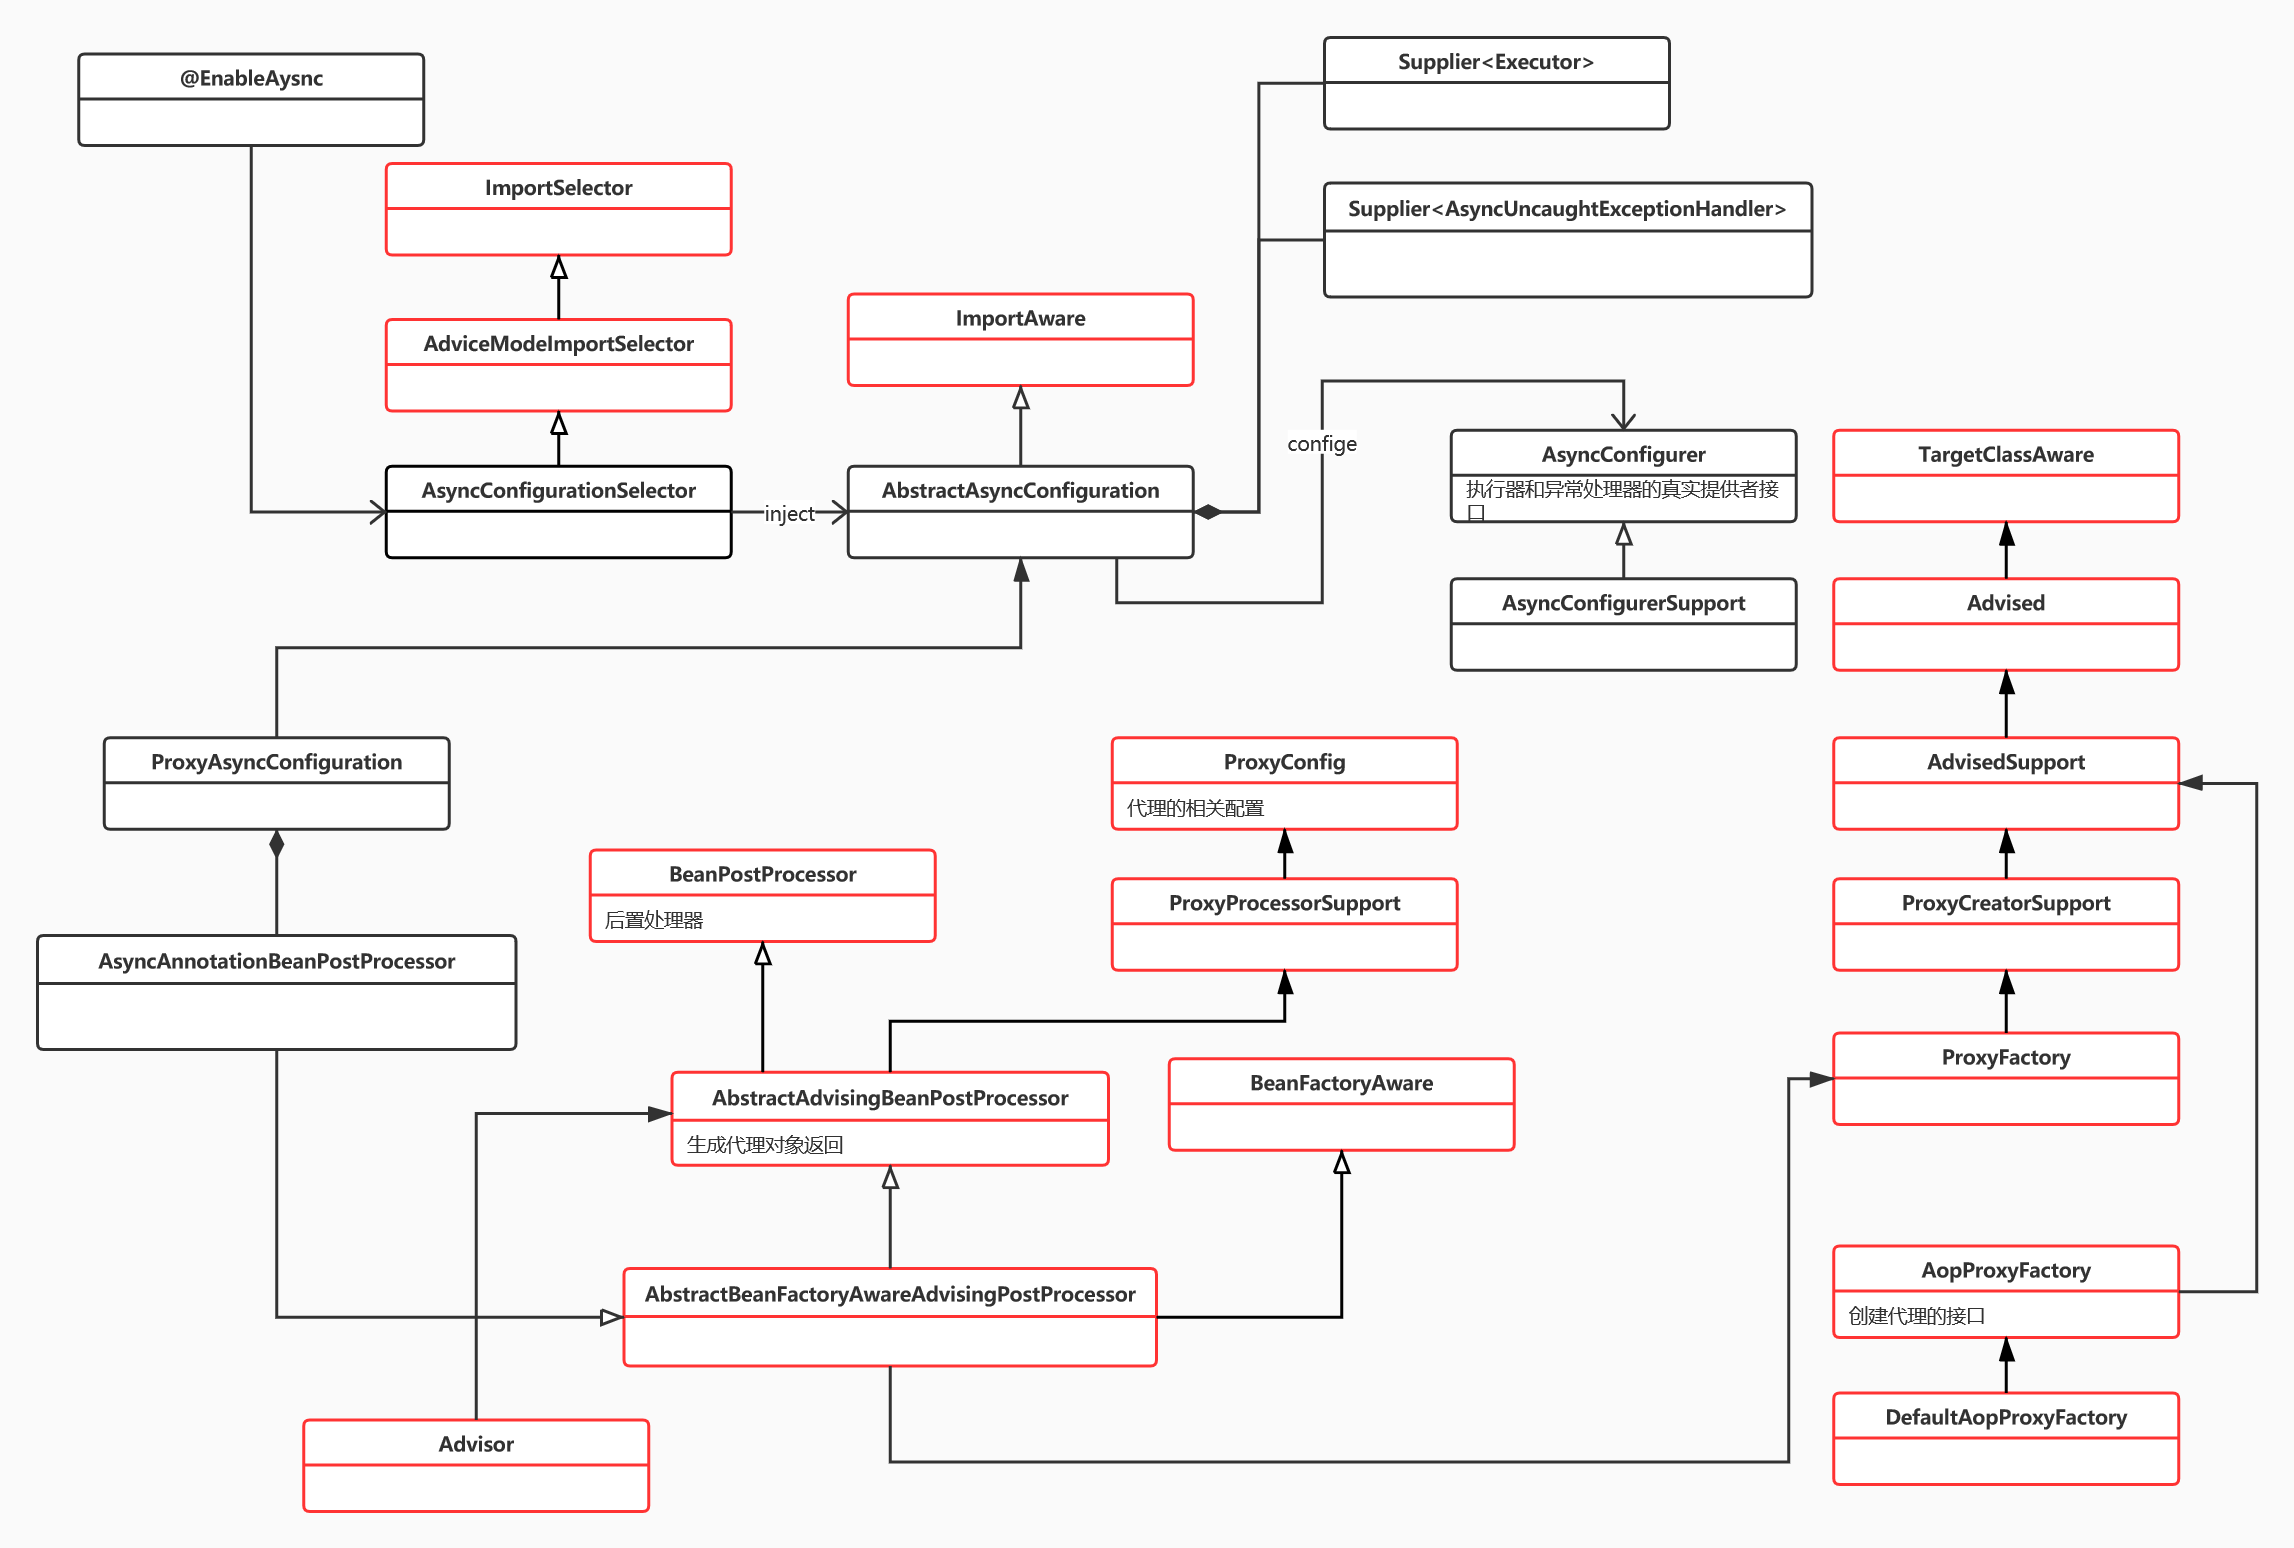 @EnableAysnc
Supplier<Executor>
ImportSelector
Supplier<AsyncUncaughtExceptionHandler>
AdviceModeImportSelector
ImportAware
confige
AsyncConfigurationSelector
inject
AbstractAsyncConfiguration
AsyncConfigurer
执行器和异常处理器的真实提供者接
口
TargetClassAware
AsyncConfigurerSupport
Advised
ProxyAsyncConfiguration
ProxyConfig
代理的相关配置
AdvisedSupport
BeanPostProcessor
后置处理器
ProxyProcessorSupport
ProxyCreatorSupport
AsyncAnnotationBeanPostProcessor
AbstractAdvisingBeanPostProcessor
生成代理对象返回
BeanFactoryAware
ProxyFactory
AbstractBeanFactoryAwareAdvisingPostProcessor
AopProxyFactory
创建代理的接口
Advisor
DefaultAopProxyFactory